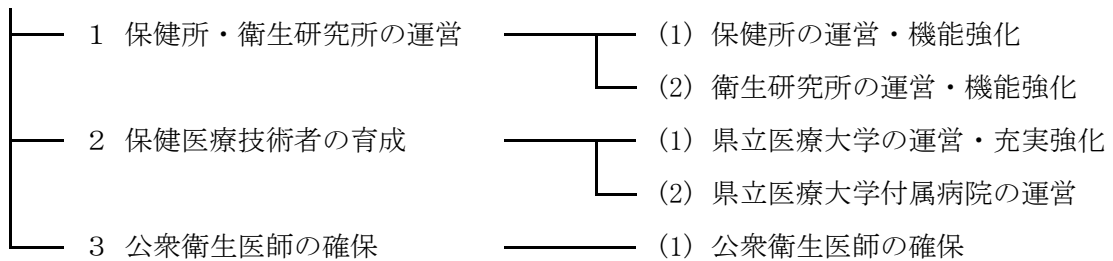 1 保健所・衛生研究所の運営 (1) 保健所の運営・機能強化
(2) 衛生研究所の運営・機能強化
2 保健医療技術者の育成 (1) 県立医療大学の運営・充実強化
(2) 県立医療大学付属病院の運営
3 公衆衛生医師の確保 (1) 公衆衛生医師の確保